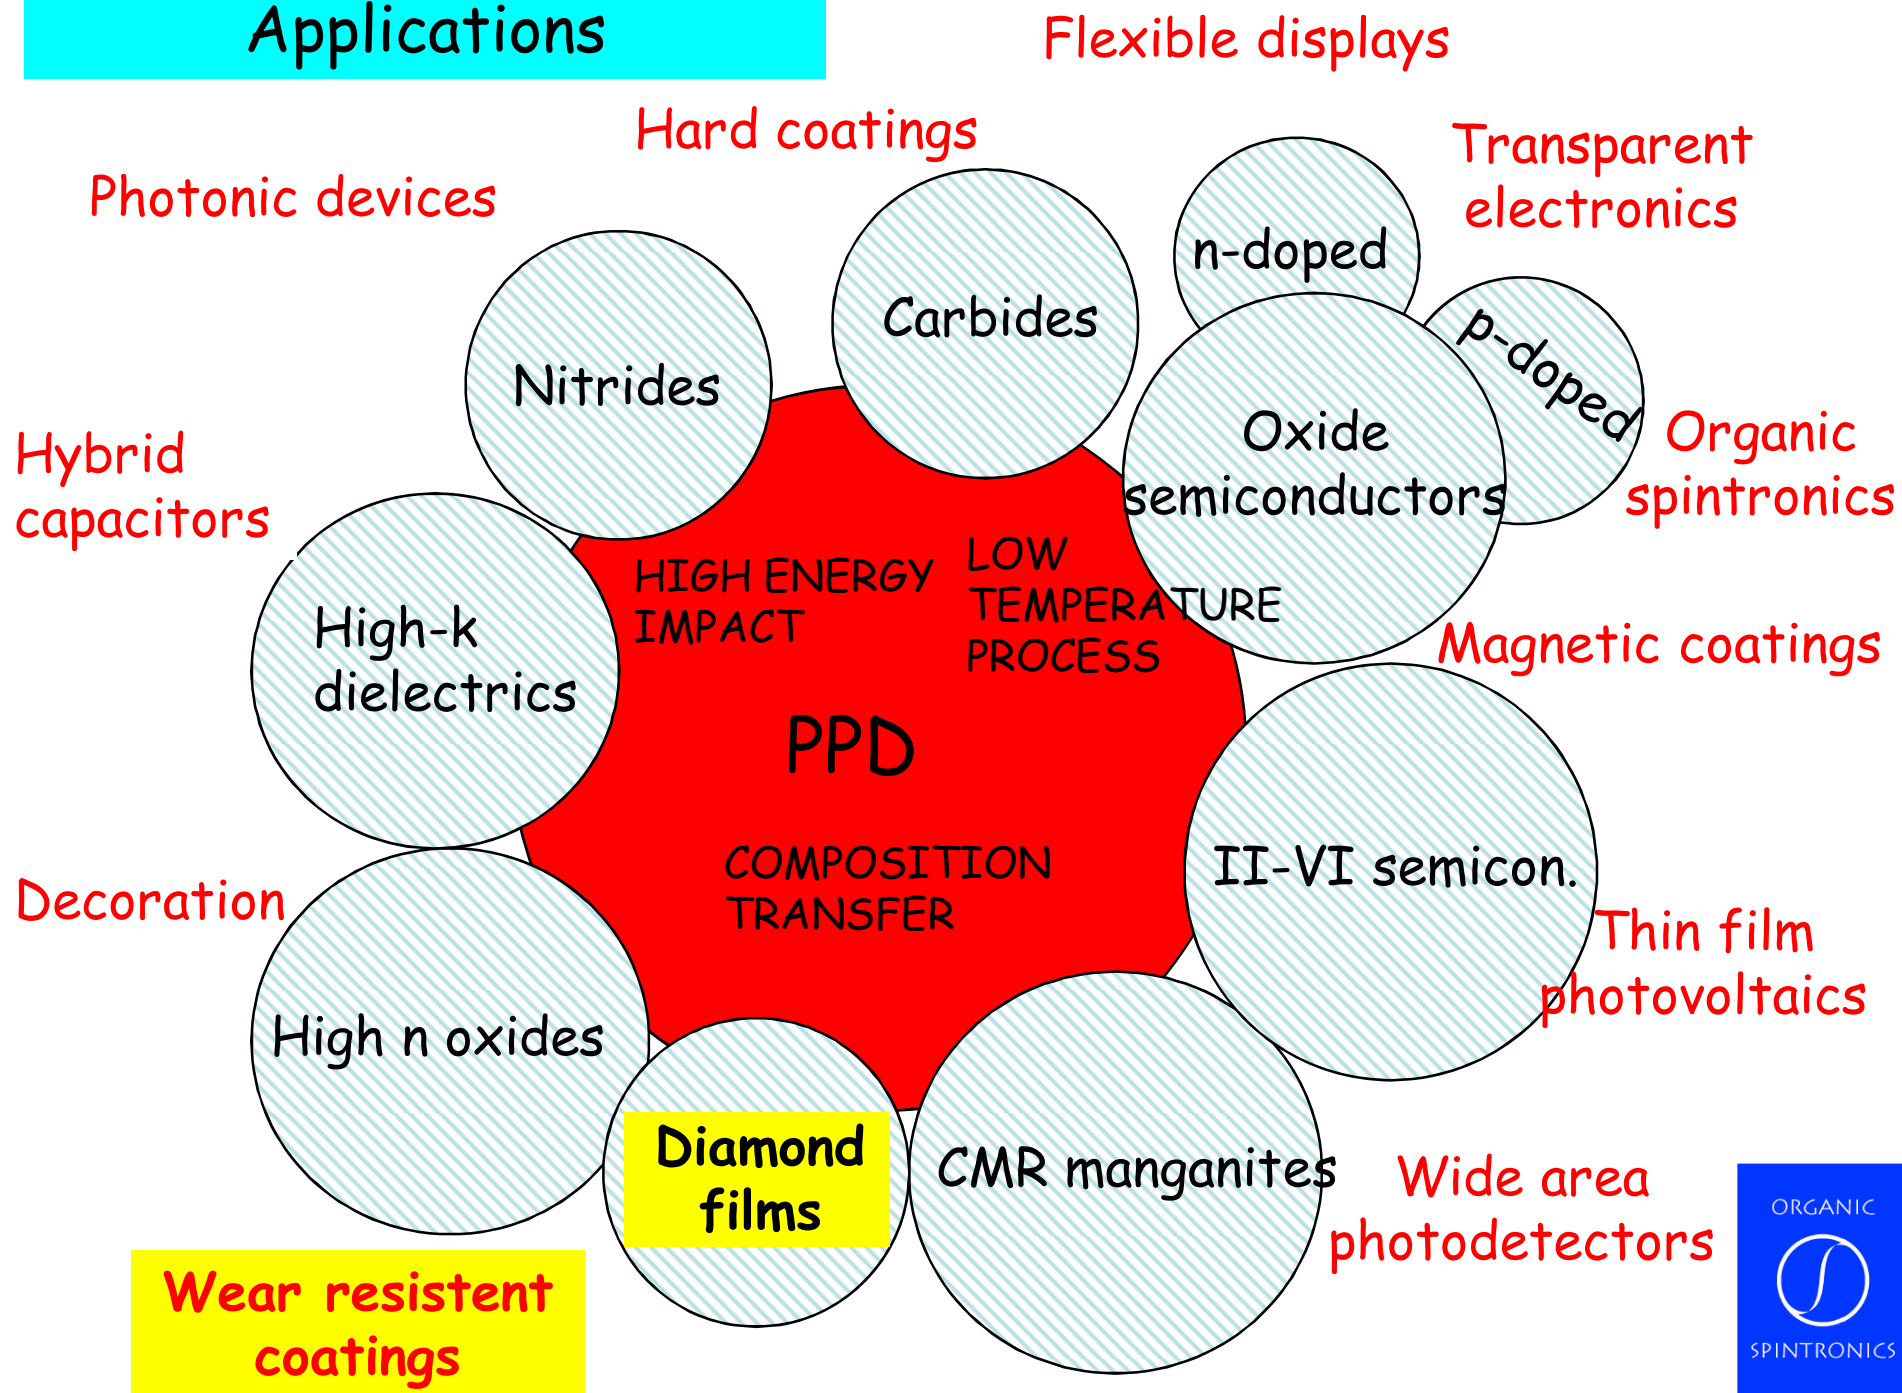 Applications
Flexible displays
Hard coatings
Transparent
electronics
Photonic devices
n-doped
Carbides
p-doped
Nitrides
Oxide
semiconductors
Organic
spintronics
Hybrid
capacitors
HIGH ENERGY
IMPACT
LOW
TEMPERATURE
PROCESS
High-k
dielectrics
Magnetic coatings
PPD
COMPOSITION
TRANSFER
II-VI semicon.
Decoration
Thin film
photovoltaics
High n oxides
Diamond
films
CMR manganites
Wide area
photodetectors
Wear resistent
coatings
ORGANIC
SPINTRONICS